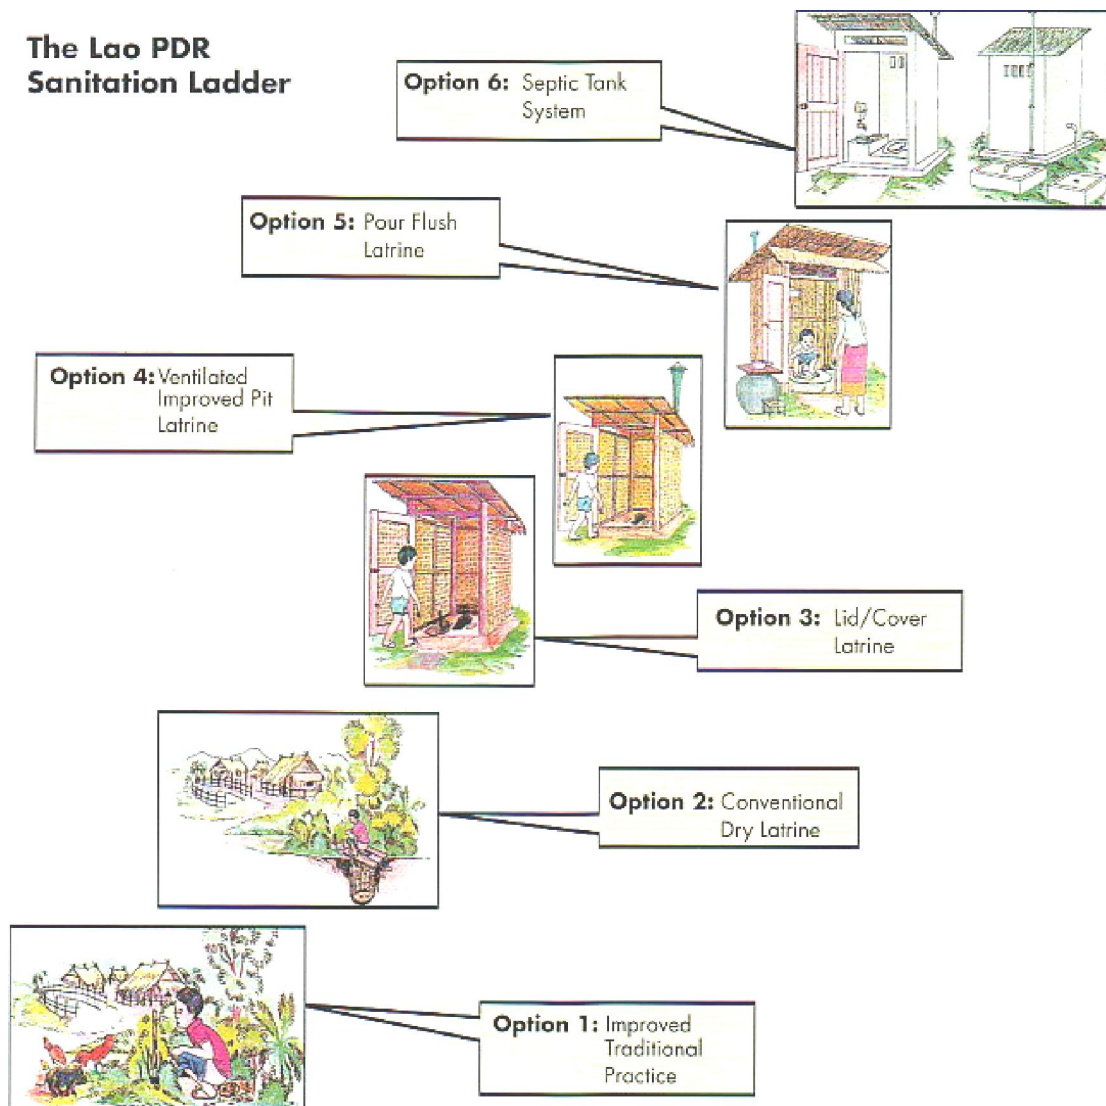 The Lao PDR
Sanitation Ladder
Option 6: Septic Tank
System
Option 5: Pour Flush
Latrine
Option 4: Ventilated
Improved Pit
Latrine
Option 3: Lid/Cover
Latrine
Option 2: Conventional
Dry Latrine
Option 1: Improved
Traditional
Practice